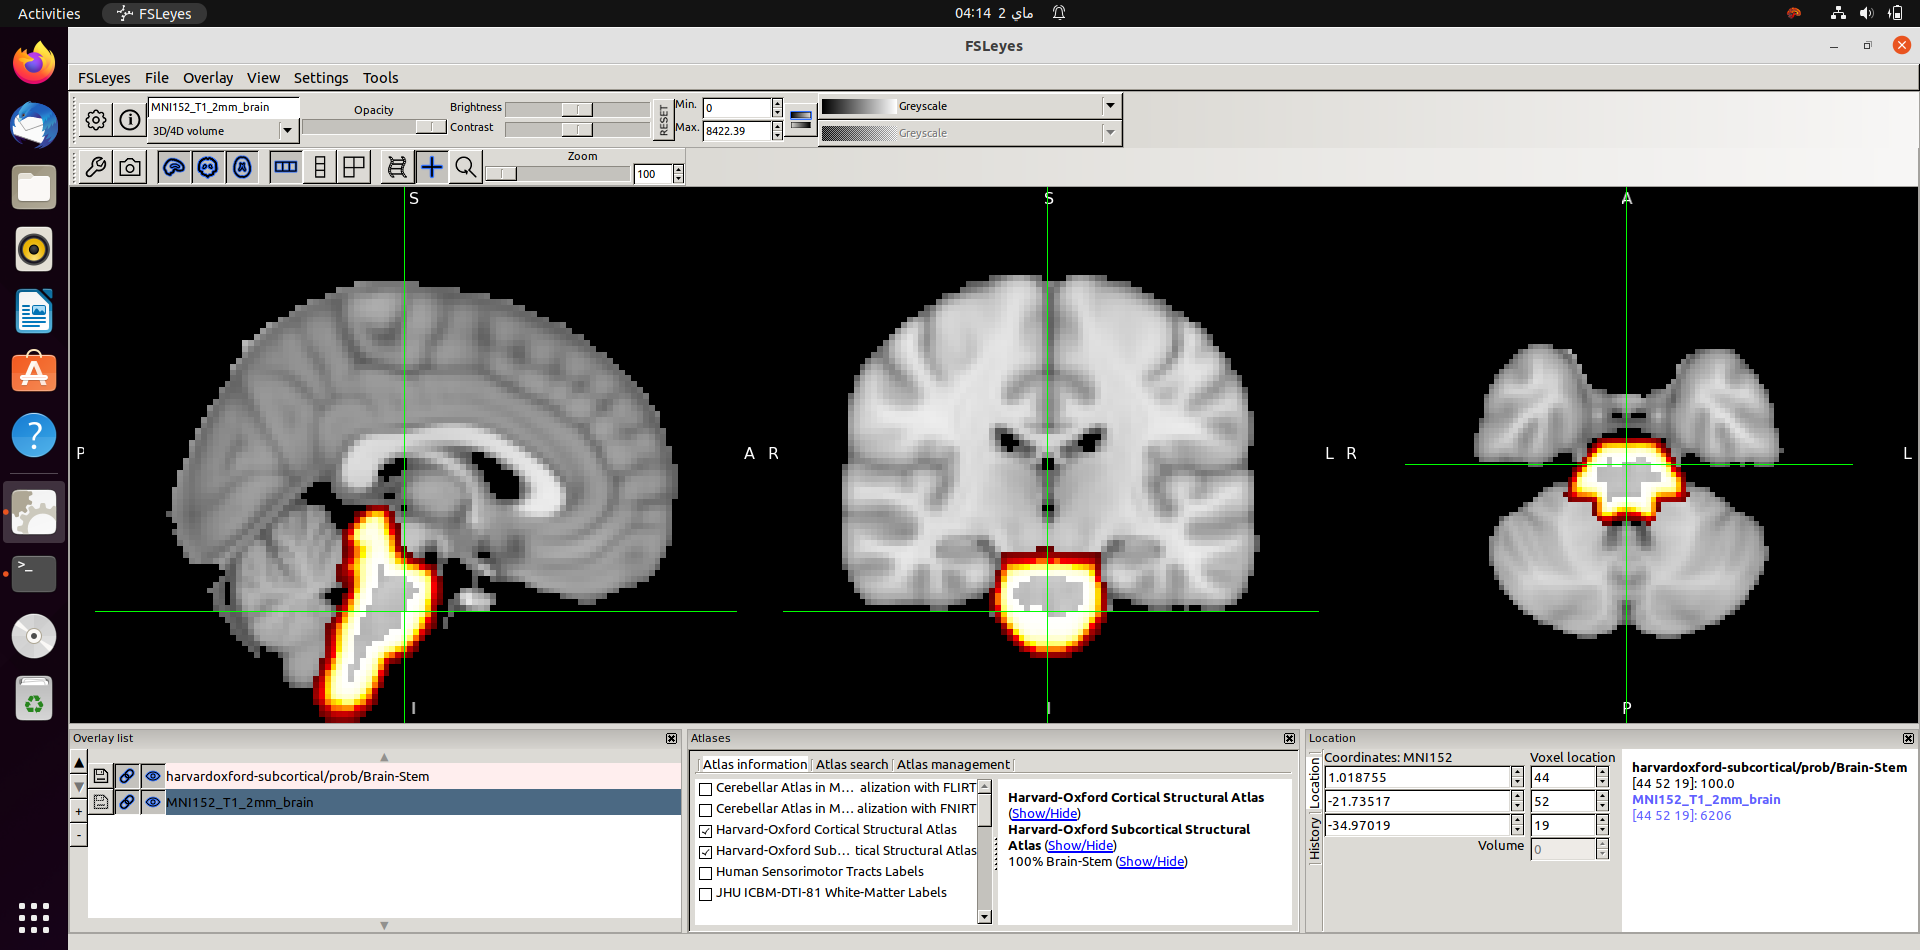 Activities
FSLeyes
04:14 2 ماي
FSLeyes
FSLeyes File Overlay View Settings Tools
MNI152_T1_2mm_brain
3D/4D volume
Opacity
Brightness
Contrast
RESET
Min.
0
Max.
8422.39
Greyscale
Greyscale
Zoom
100
S
P
A
I
S
R
L
I
A
R
L
P
Overlay list
harvardoxford-subcortical/prob/Brain-Stem
MNI152_T1_2mm_brain
+
-
Atlases
Atlas information Atlas search Atlas management
Cerebellar Atlas in M... alization with FLIRT
Cerebellar Atlas in M... alization with FNIRT
Harvard-Oxford Cortical Structural Atlas
Harvard-Oxford Sub... tical Structural Atlas
Human Sensorimotor Tracts Labels
JHU ICBM-DTI-81 White-Matter Labels
Harvard-Oxford Cortical Structural Atlas
(Show/Hide)
Harvard-Oxford Subcortical Structural
Atlas (Show/Hide)
100% Brain-Stem (Show/Hide)
Location
Location
History
Coordinates: MNI152
Voxel location
1.018755
44
-21.73517
52
-34.97019
19
Volume
0
harvardoxford-subcortical/prob/Brain-Stem
[44 52 19]: 100.0
MNI152_T1_2mm_brain
[44 52 19]: 6206